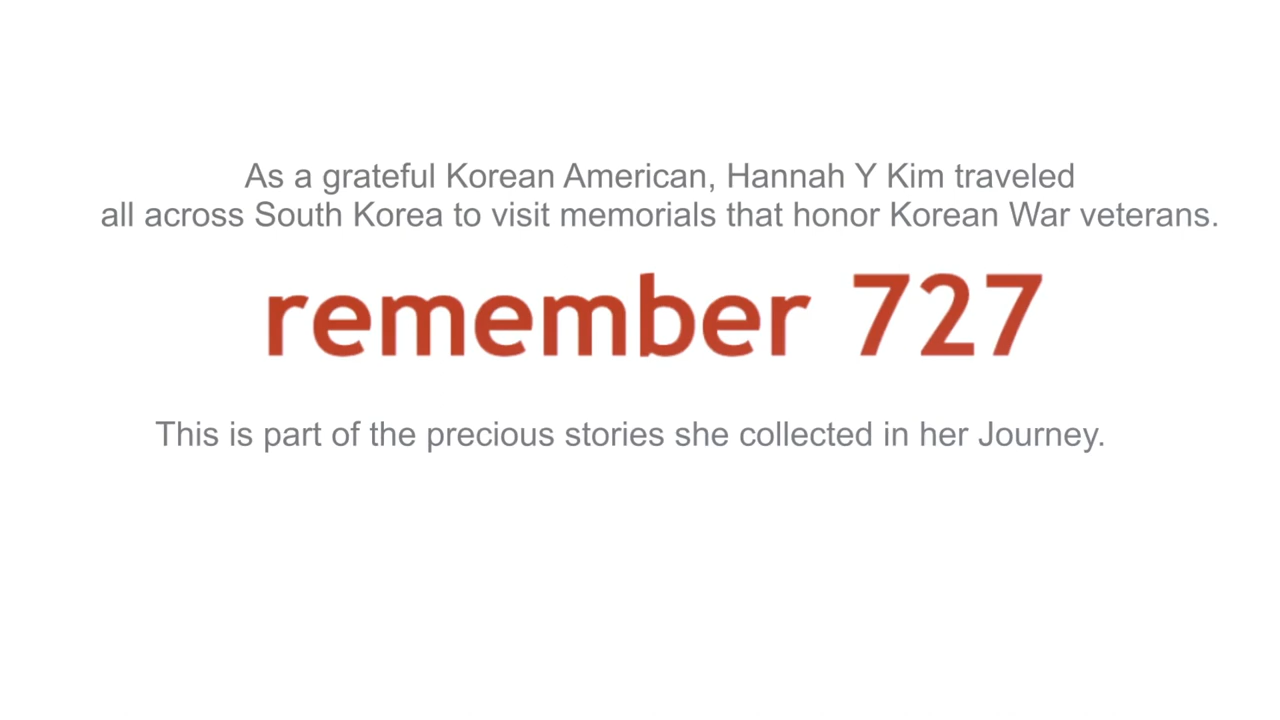 As a grateful Korean American, Hannah Y Kim traveled
all across South Korea to visit memorials that honor Korean War veterans.
remember 727
This is part of the precious stories she collected in her Journey.